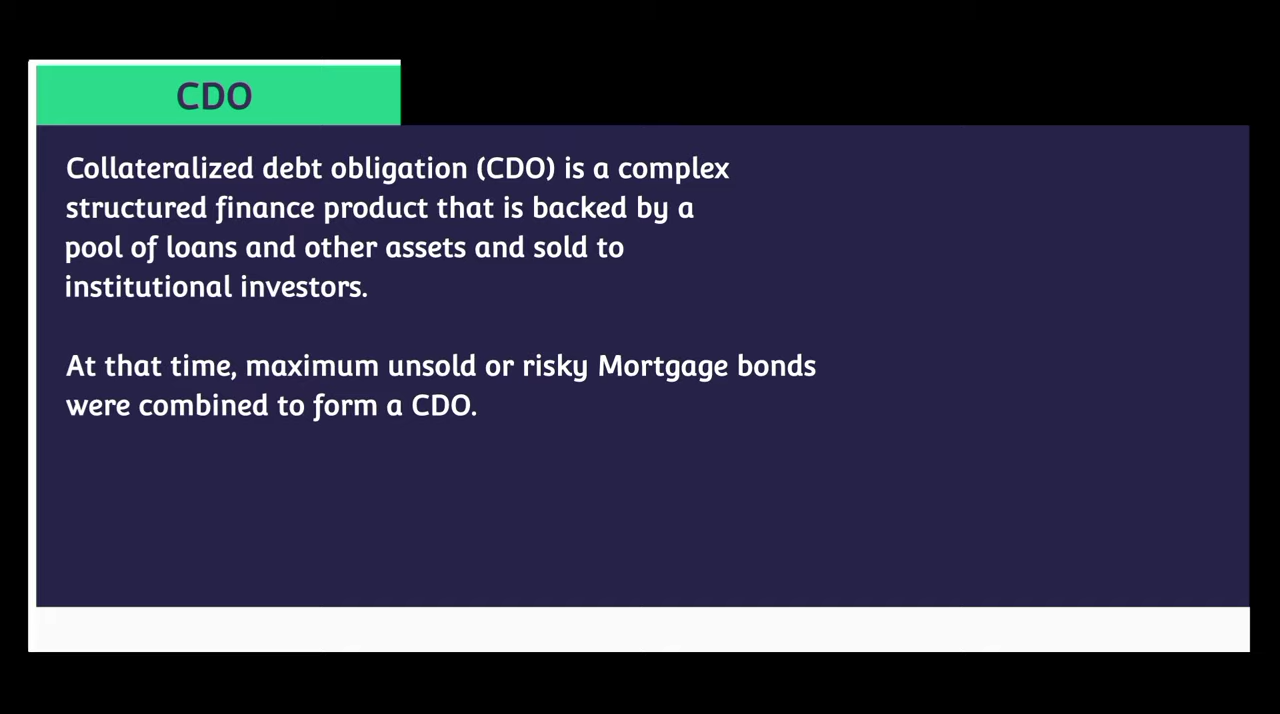 CDO
Collateralized debt obligation (CDO) is a complex
structured finance product that is backed by a
pool of loans and other assets and sold to
institutional investors.
At that time, maximum unsold or risky Mortgage bonds
were combined to form a CDO.